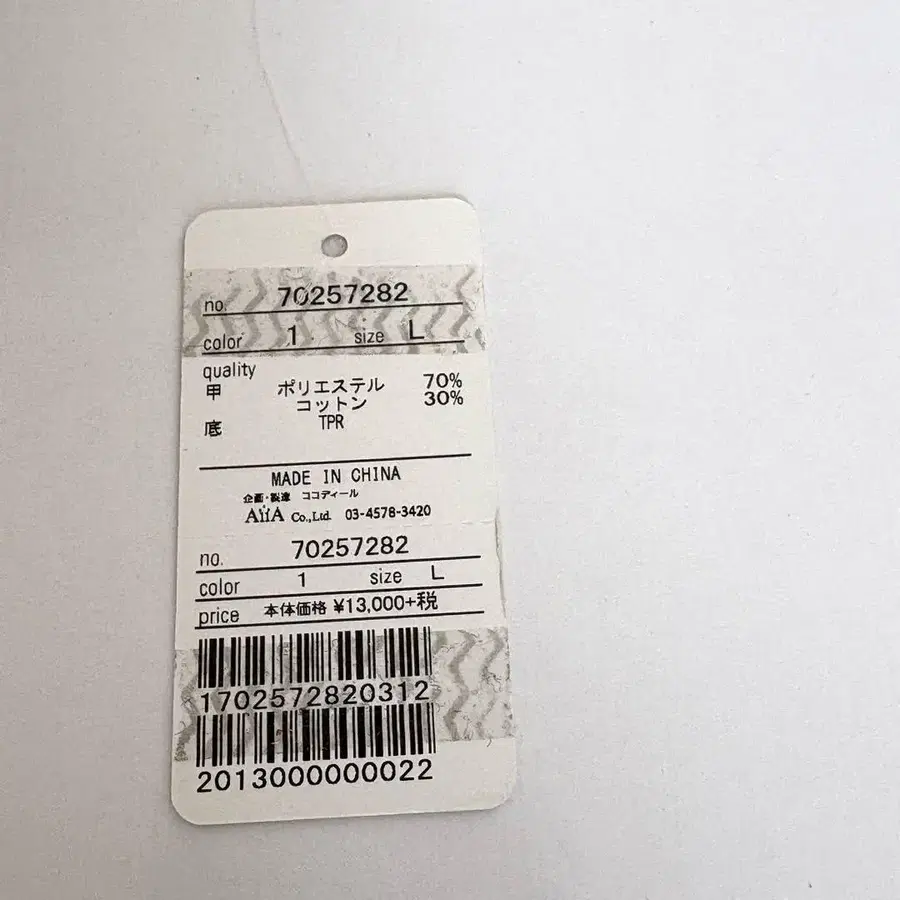 no. 70257282
color 1 size L
quality
甲 ポリエステル 70%
コットン 30%
底 TPR
MADE IN CHINA
企画・製造 ココディール
AiiA Co.,Ltd. 03-4578-3420
no. 70257282
color 1 size L
price 本体価格 ¥13,000+税
1702572820312
2013000000022